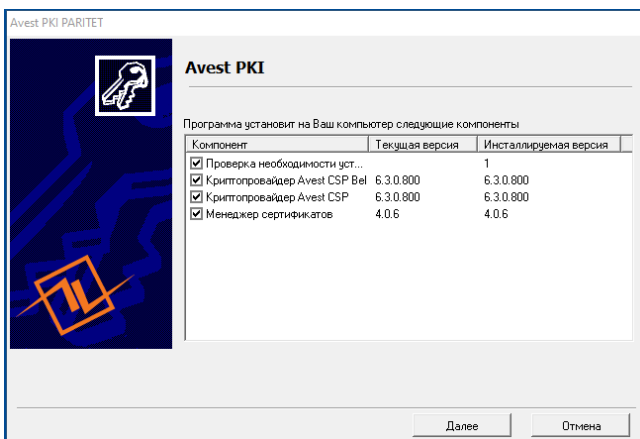 Avest PKI PARITET
Avest PKI
Программа установит на Ваш компьютер следующие компоненты
Компонент Текущая версия Инсталлируемая версия
Проверка необходимости уст... 1
Криптопровайдер Avest CSP Bel 6.3.0.800 6.3.0.800
Криптопровайдер Avest CSP 6.3.0.800 6.3.0.800
Менеджер сертификатов 4.0.6 4.0.6
Далее Отмена